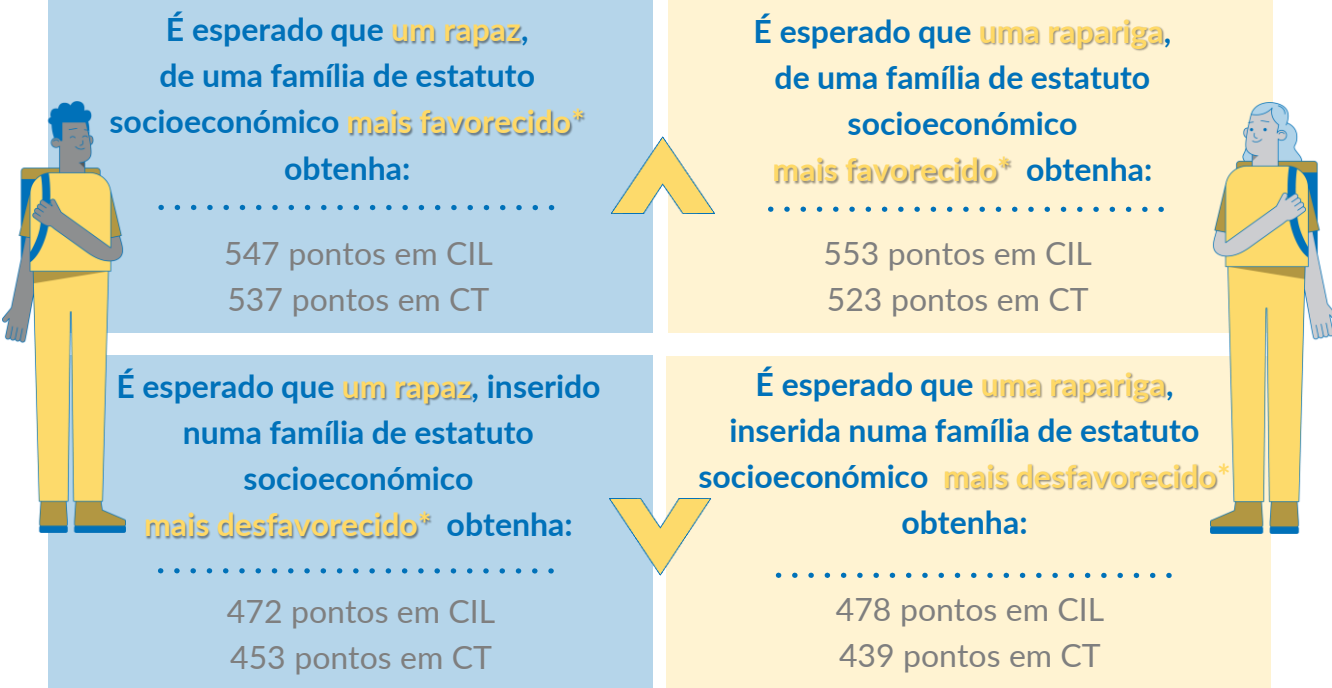 É esperado que um rapaz,
de uma família de estatuto
socioeconómico mais favorecido*
obtenha:
547 pontos em CIL
537 pontos em CT
É esperado que uma rapariga,
de uma família de estatuto
socioeconómico
mais favorecido* obtenha:
553 pontos em CIL
523 pontos em CT
É esperado que um rapaz, inserido
numa família de estatuto
socioeconómico
mais desfavorecido* obtenha:
472 pontos em CIL
453 pontos em CT
É esperado que uma rapariga,
inserida numa família de estatuto
socioeconómico mais desfavorecido*
obtenha:
478 pontos em CIL
439 pontos em CT